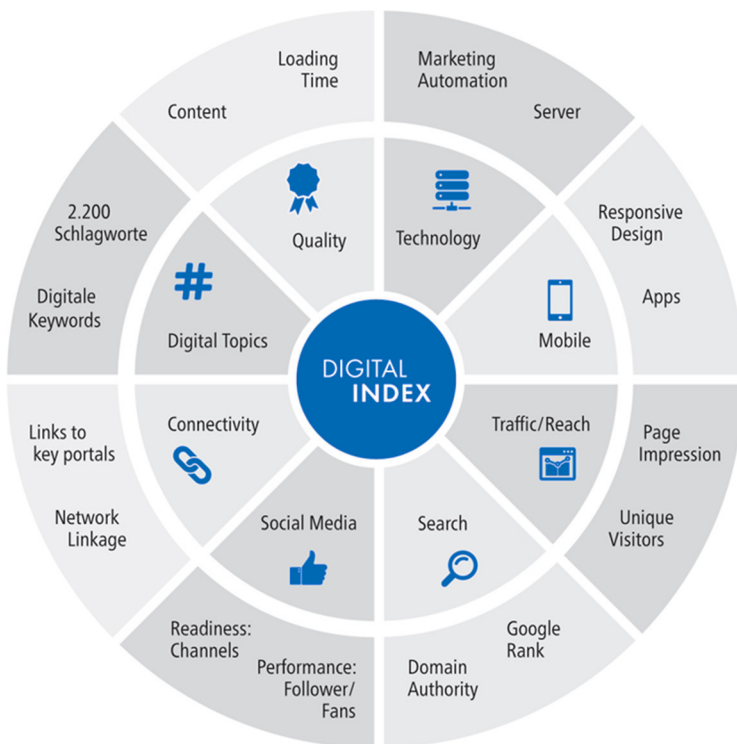 Loading
Time
Content
Marketing
Automation
Server
2.200
Schlagworte
Digitale
Keywords
Quality
Technology
Responsive
Design
Apps
#
Digital Topics
Mobile
DIGITAL
INDEX
Connectivity
Traffic/Reach
Links to
key portals
Network
Linkage
Page
Impression
Unique
Visitors
Social Media
Search
Readiness:
Channels
Performance:
Follower/
Fans
Google
Rank
Domain
Authority